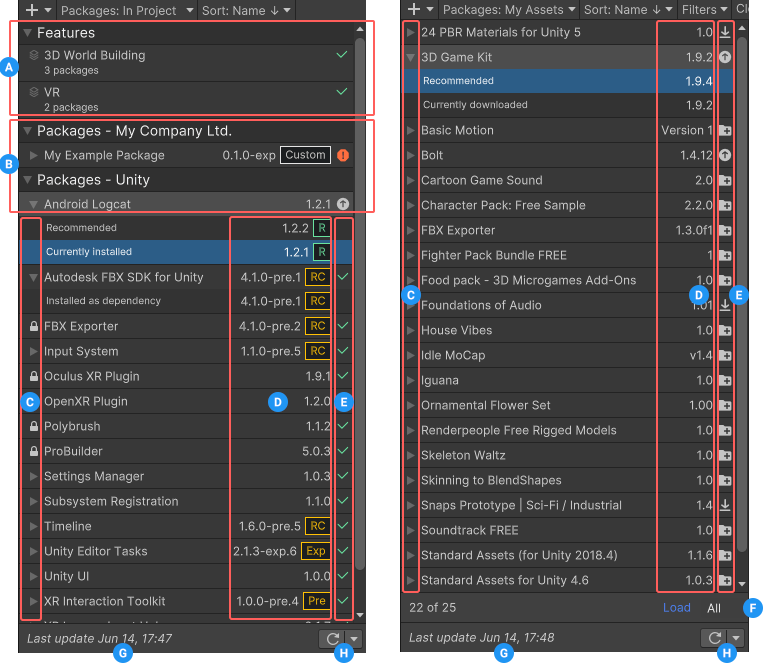 Packages: In Project
Sort: Name ↓
Features
3D World Building
3 packages
VR
2 packages
A
Packages - My Company Ltd.
My Example Package 0.1.0-exp Custom
B
Packages - Unity
Android Logcat 1.2.1
Recommended 1.2.2 R
Currently installed 1.2.1 R
Autodesk FBX SDK for Unity 4.1.0-pre.1 RC
Installed as dependency 4.1.0-pre.1 RC
FBX Exporter 4.1.0-pre.2 RC
Input System 1.1.0-pre.5 RC
Oculus XR Plugin 1.9.1
C OpenXR Plugin D 1.2.0 E
Polybrush 1.1.2
ProBuilder 5.0.3
Settings Manager 1.0.3
Subsystem Registration 1.1.0
Timeline 1.6.0-pre.5 RC
Unity Editor Tasks 2.1.3-exp.6 Exp
Unity UI 1.0.0
XR Interaction Toolkit 1.0.0-pre.4 Pre
Last update Jun 14, 17:47
G H
Packages: My Assets
Sort: Name ↓
Filters
24 PBR Materials for Unity 5 1.0
3D Game Kit 1.9.2
Recommended 1.9.4
Currently downloaded 1.9.2
Basic Motion Version 1
Bolt 1.4.12
Cartoon Game Sound 2.0
Character Pack: Free Sample 2.2.0
FBX Exporter 1.3.0f1
Fighter Pack Bundle FREE 1
Food pack - 3D Microgames Add-Ons 1.0
C D E
Foundations of Audio 1.01
House Vibes 1.0
Idle MoCap v1.4
Iguana 1.0
Ornamental Flower Set 1.00
Renderpeople Free Rigged Models 1.0
Skeleton Waltz 1.0
Skinning to BlendShapes 1.0
Snaps Prototype | Sci-Fi / Industrial 1.4
Soundtrack FREE 1.0
Standard Assets (for Unity 2018.4) 1.1.6
Standard Assets for Unity 4.6 1.0.3
22 of 25 Load All F
Last update Jun 14, 17:48
G H